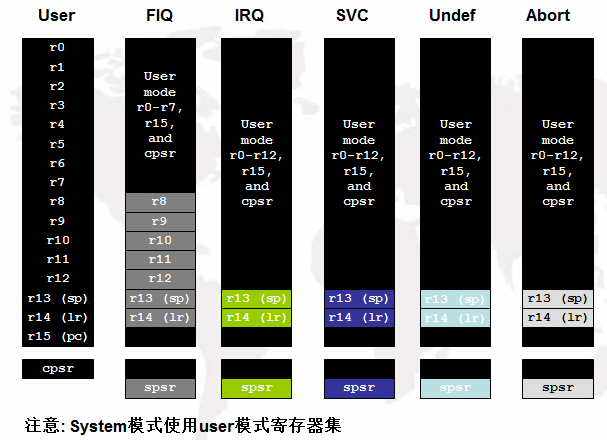 User FIQ IRQ SVC Undef Abort
r0
r1
r2
r3
r4
r5
r6
r7
r8
r9
r10
r11
r12
r13 (sp)
r14 (lr)
r15 (pc)
cpsr
User
mode
r0-r7,
r15,
and
cpsr
r8
r9
r10
r11
r12
r13 (sp)
r14 (lr)
spsr
User
mode
r0-r12,
r15,
and
cpsr
r13 (sp)
r14 (lr)
spsr
User
mode
r0-r12,
r15,
and
cpsr
r13 (sp)
r14 (lr)
spsr
User
mode
r0-r12,
r15,
and
cpsr
r13 (sp)
r14 (lr)
spsr
User
mode
r0-r12,
r15,
and
cpsr
r13 (sp)
r14 (lr)
spsr
注意: System模式使用user模式寄存器集